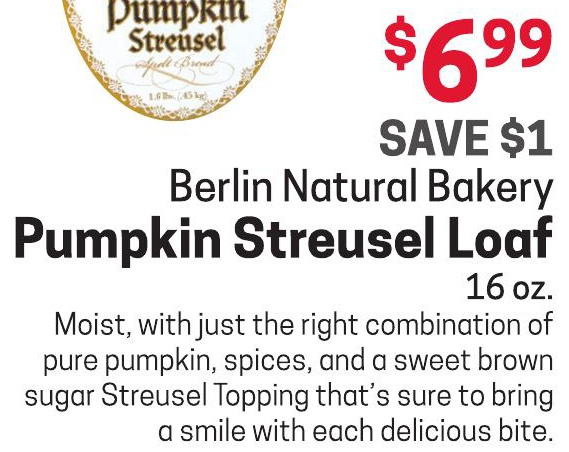 Pumpkin
Streusel
Spelt Bread
$6.99
SAVE $1
Berlin Natural Bakery
Pumpkin Streusel Loaf
16 oz.
Moist, with just the right combination of
pure pumpkin, spices, and a sweet brown
sugar Streusel Topping that's sure to bring
a smile with each delicious bite.